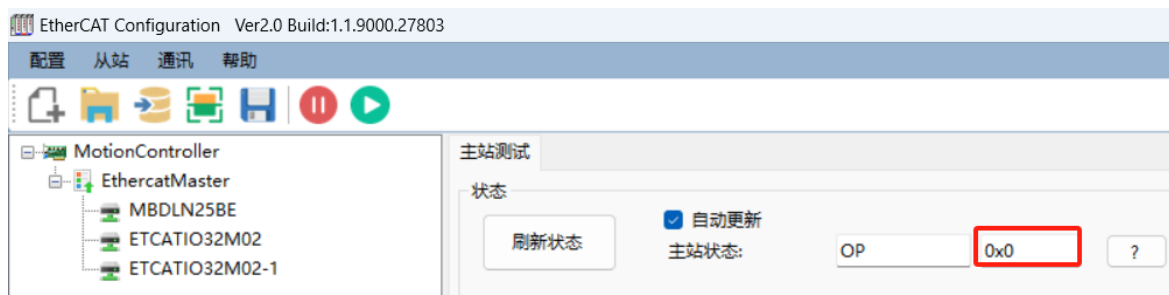 EtherCAT Configuration Ver2.0 Build:1.1.9000.27803
配置 从站 通讯 帮助
MotionController
EthercatMaster
MBDLN25BE
ETCATIO32M02
ETCATIO32M02-1
主站测试
状态
刷新状态
自动更新
主站状态: OP 0x0 ?